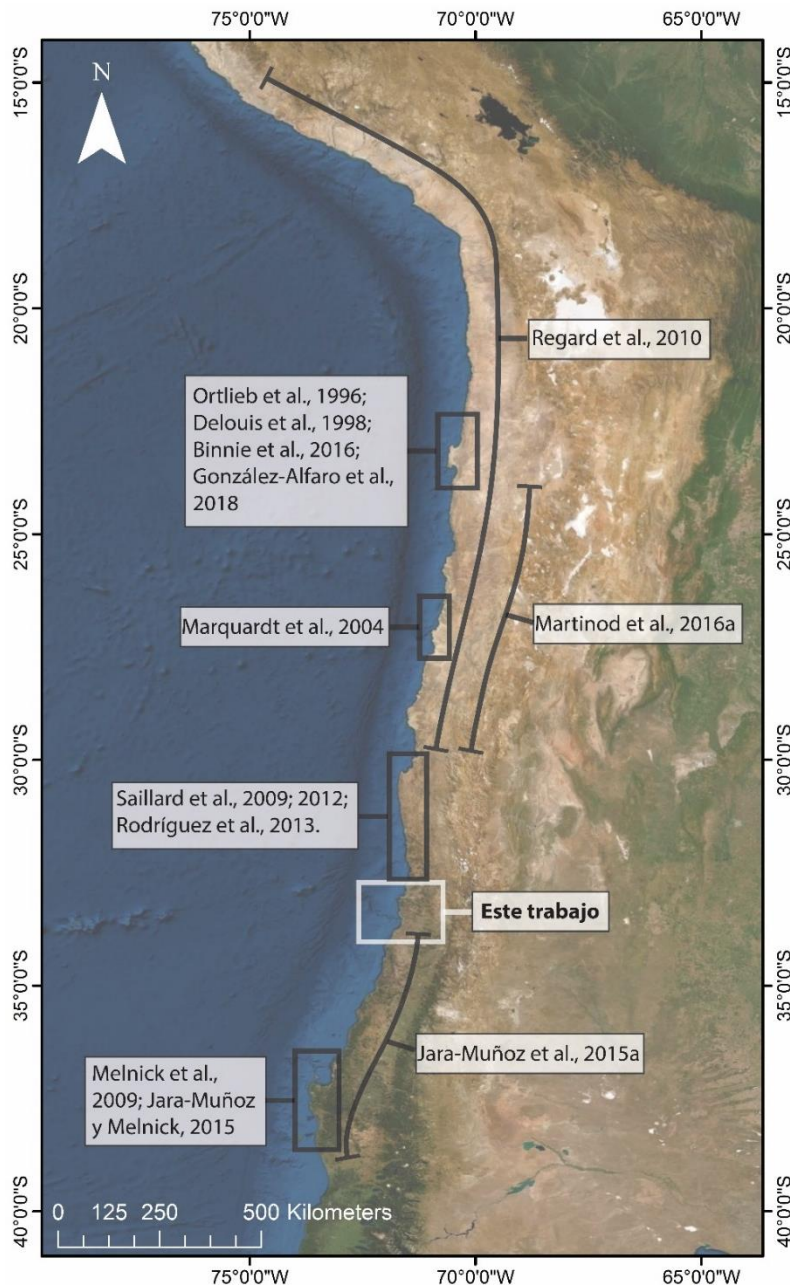 75°0'0"W
70°0'0"W
65°0'0"W
N
15°0'0"S
15°0'0"S
20°0'0"S
20°0'0"S
Regard et al., 2010
Ortlieb et al., 1996;
Delouis et al., 1998;
Binnie et al., 2016;
González-Alfaro et al.,
2018
25°0'0"S
25°0'0"S
Marquardt et al., 2004
Martinod et al., 2016a
30°0'0"S
30°0'0"S
Saillard et al., 2009; 2012;
Rodríguez et al., 2013.
Este trabajo
35°0'0"S
35°0'0"S
Jara-Muñoz et al., 2015a
Melnick et al.,
2009; Jara-Muñoz
y Melnick, 2015
40°0'0"S
40°0'0"S
0 125 250 500 Kilometers
75°0'0"W
70°0'0"W
65°0'0"W